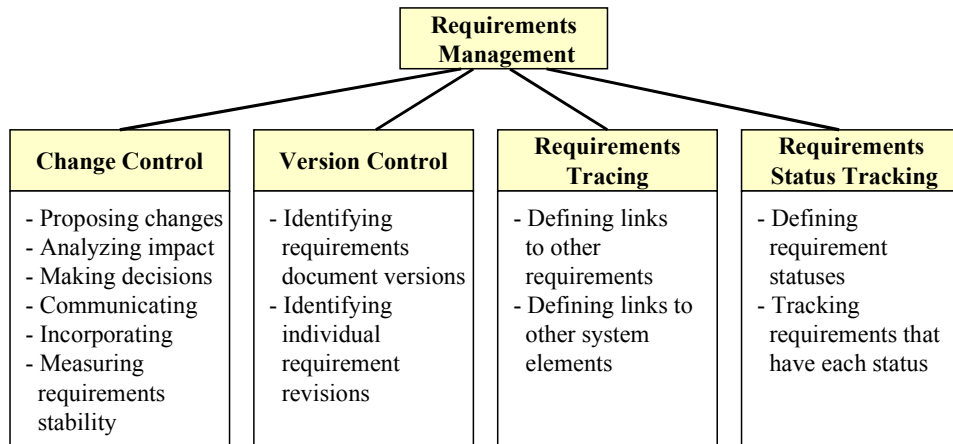 Requirements
Management
Change Control
- Proposing changes
- Analyzing impact
- Making decisions
- Communicating
- Incorporating
- Measuring
requirements
stability
Version Control
- Identifying
requirements
document versions
- Identifying
individual
requirement
revisions
Requirements
Tracing
- Defining links
to other
requirements
- Defining links to
other system
elements
Requirements
Status Tracking
- Defining
requirement
statuses
- Tracking
requirements that
have each status